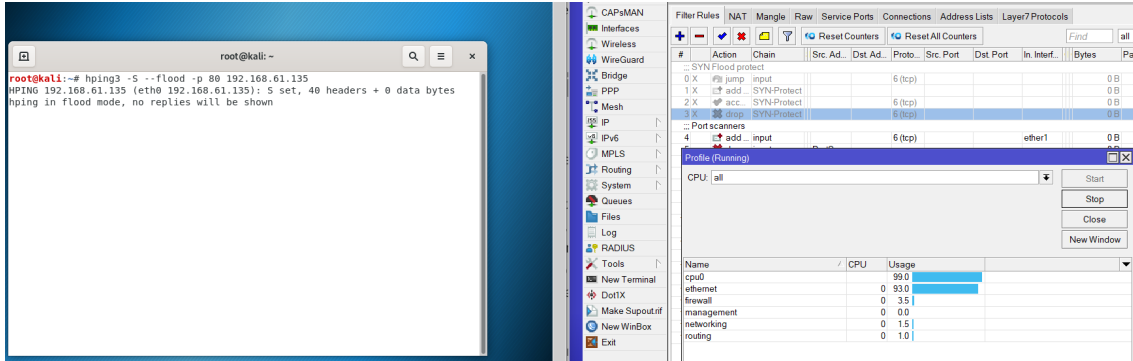 root@kali: ~
root@kali:~# hping3 -S --flood -p 80 192.168.61.135
HPING 192.168.61.135 (eth0 192.168.61.135): S set, 40 headers + 0 data bytes
hping in flood mode, no replies will be shown
CAPsMAN
Interfaces
Wireless
WireGuard
Bridge
PPP
Mesh
IP
IPv6
MPLS
Routing
System
Queues
Files
Log
RADIUS
Tools
New Terminal
Dot1X
Make Supout.rif
New WinBox
Exit
Filter Rules NAT Mangle Raw Service Ports Connections Address Lists Layer7 Protocols
Reset Counters Reset All Counters Find all
# Action Chain Src. Ad... Dst. Ad... Proto... Src. Port Dst. Port In. Interf... Bytes Pa
::: SYN Flood protect
0 X jump input 6 (tcp) 0 B
1 X add ... SYN-Protect 0 B
2 X acc... SYN-Protect 6 (tcp) 0 B
3 X drop SYN-Protect 6 (tcp) 0 B
::: Port scanners
4 add ... input 6 (tcp) ether1 0 B
Profile (Running)
CPU: all
Start
Stop
Close
New Window
Name CPU Usage
cpu0 99.0
ethernet 0 93.0
firewall 0 3.5
management 0 0.0
networking 0 1.5
routing 0 1.0